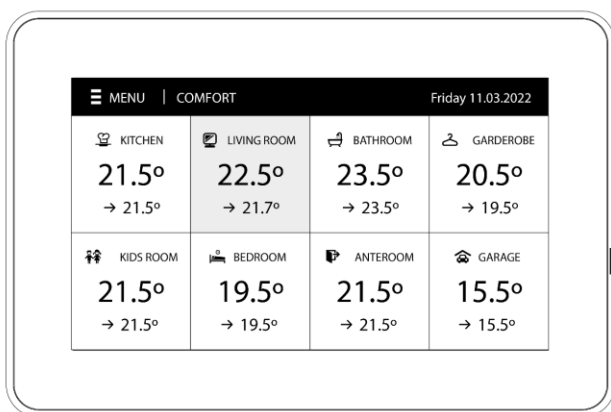 MENU | COMFORT Friday 11.03.2022
KITCHEN LIVING ROOM BATHROOM GARDEROBE
21.5º 22.5º 23.5º 20.5º
→ 21.5º → 21.7º → 23.5º → 19.5º
KIDS ROOM BEDROOM ANTEROOM GARAGE
21.5º 19.5º 21.5º 15.5º
→ 21.5º → 19.5º → 21.5º → 15.5º